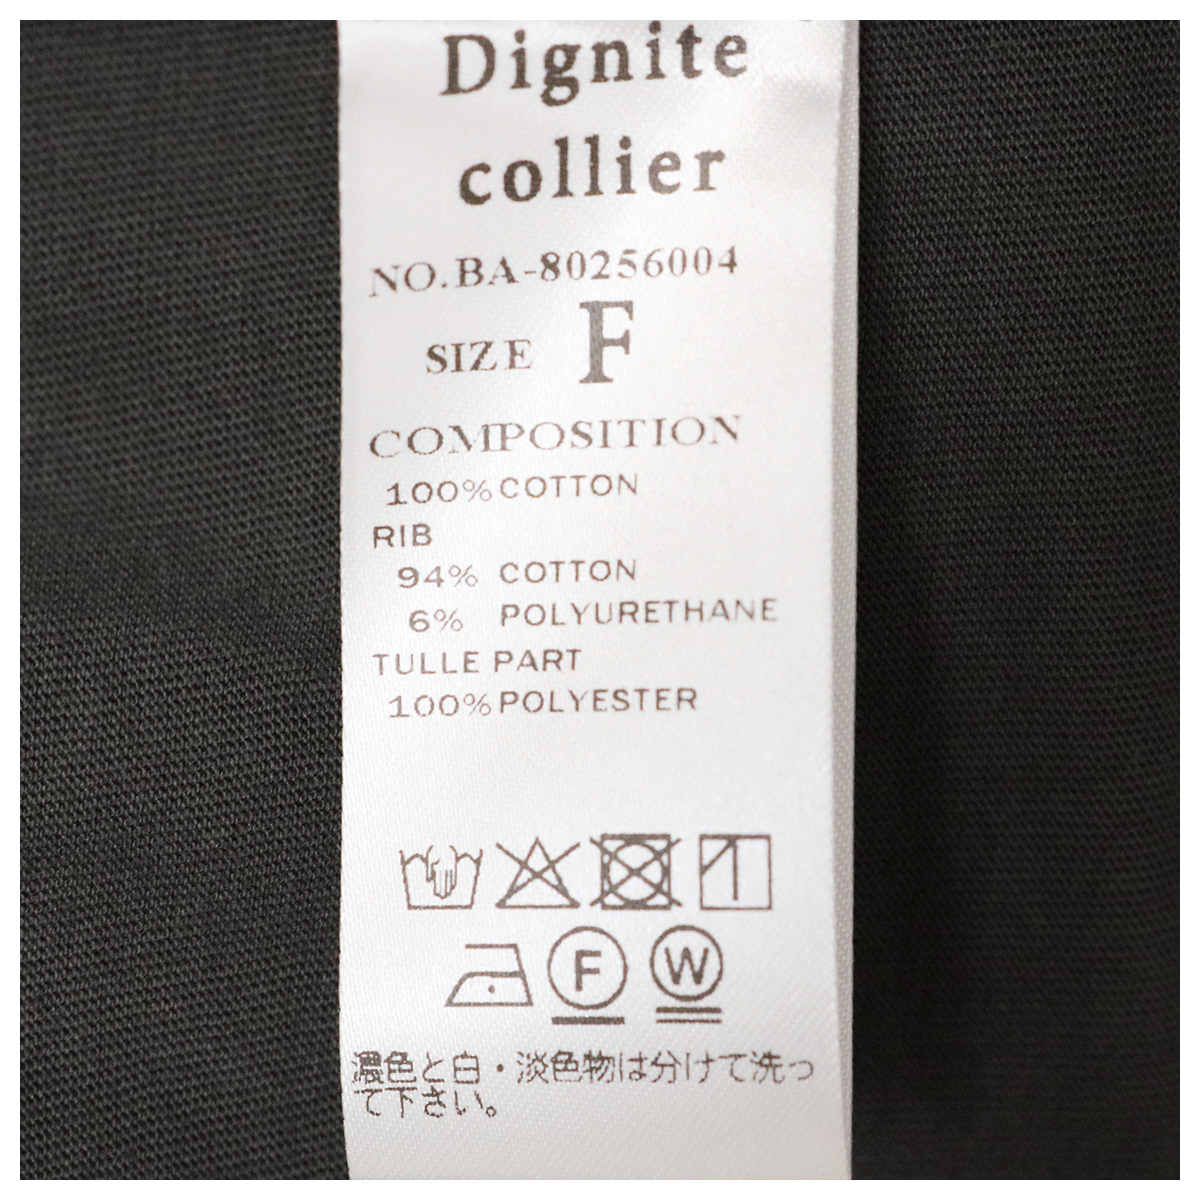 Dignite
collier
NO.BA-80256004
SIZE F
COMPOSITION
100% COTTON
RIB
94% COTTON
6% POLYURETHANE
TULLE PART
100% POLYESTER
F W
濃色と白・淡色物は分けて洗っ
て下さい。